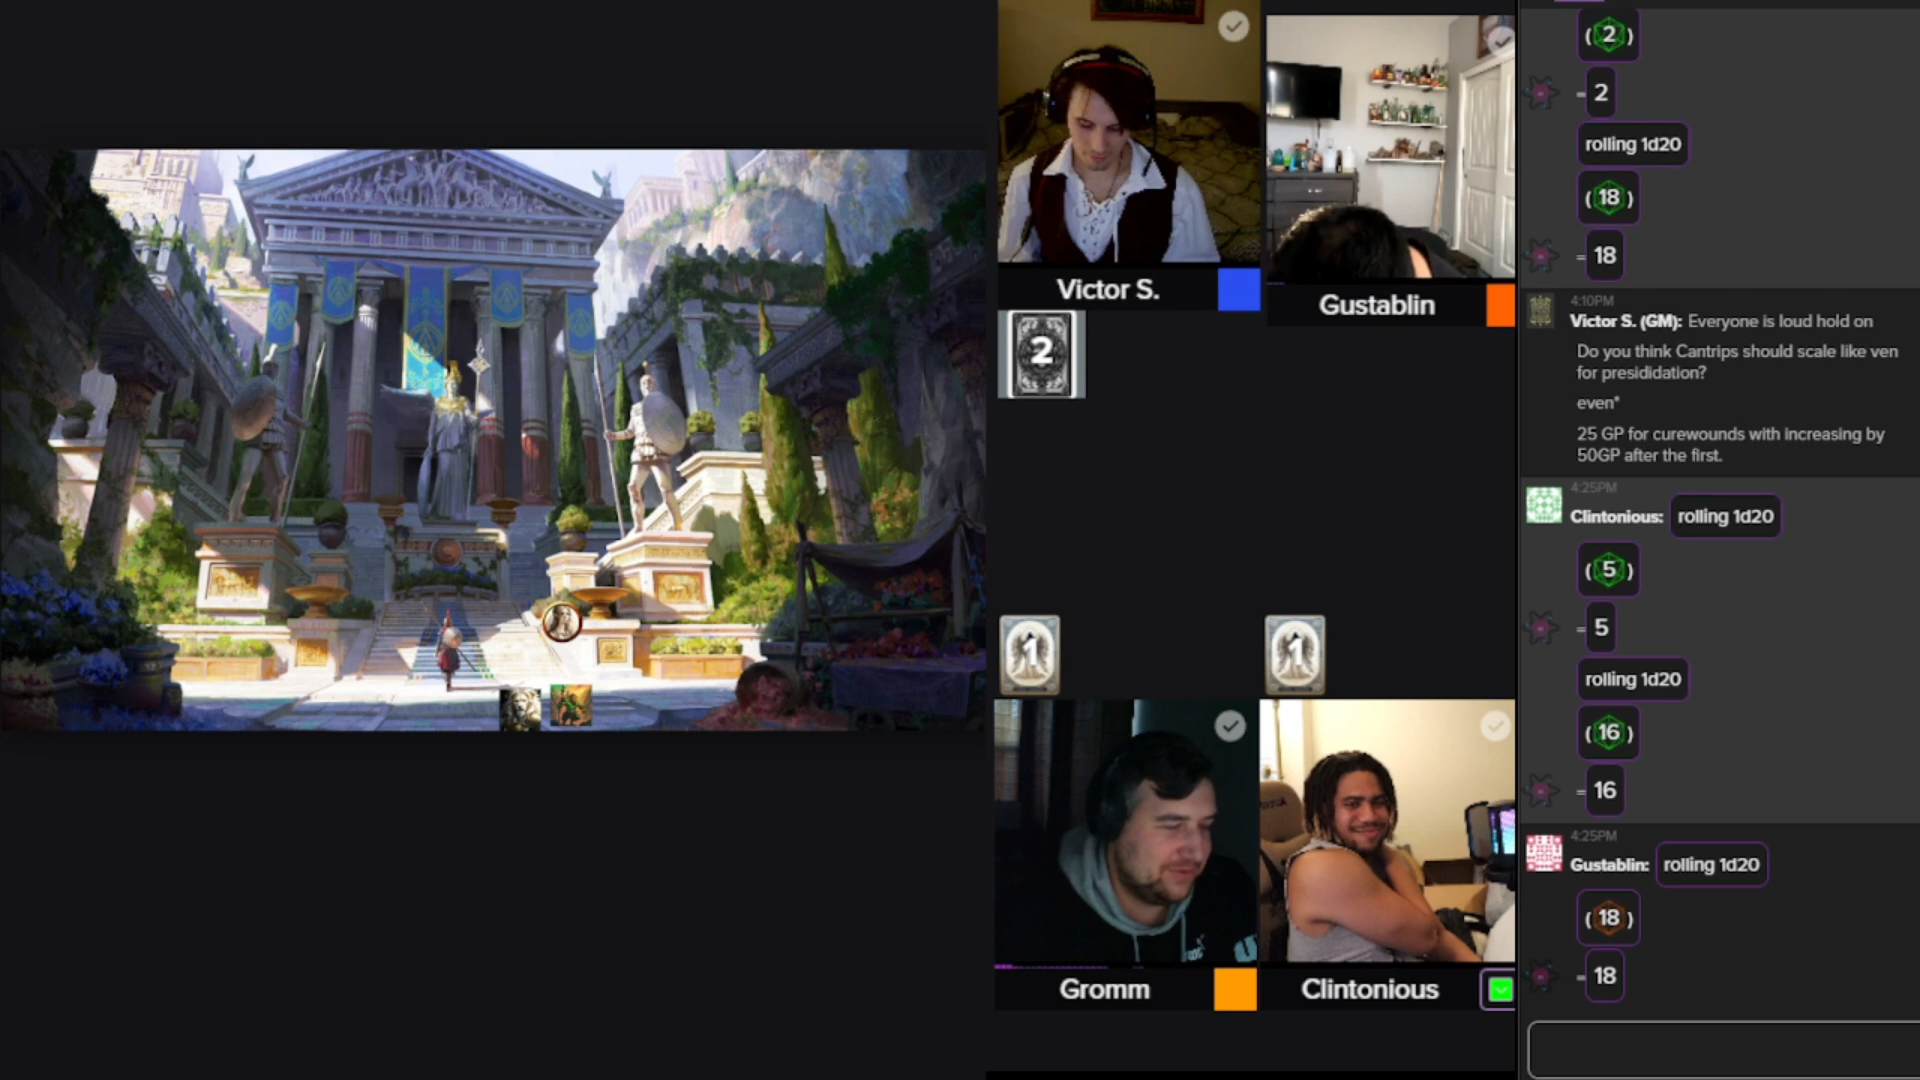 Victor S.
Gustablin
2
1
1
Gromm
Clintonious
(2)
=2
rolling 1d20
(18)
=18
4:10PM
Victor S. (GM): Everyone is loud hold on
Do you think Cantrips should scale like ven
for presididation?
even*
25 GP for curewounds with increasing by
50GP after the first.
4:25PM
Clintonious: rolling 1d20
(5)
=5
rolling 1d20
(16)
=16
4:25PM
Gustablin: rolling 1d20
(18)
=18